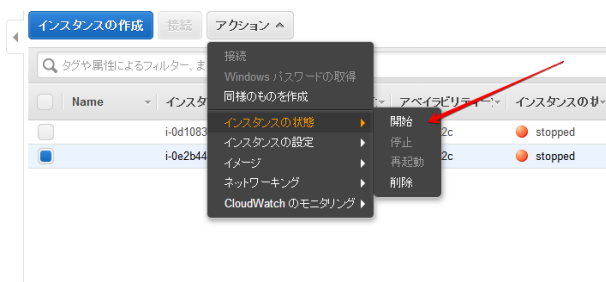 インスタンスの作成 接続 アクション
タグや属性によるフィルター、ま
Name インスタ アベイラビリティー インスタンスの
i-0d1083 2c stopped
i-0e2b44 2c stopped
接続
Windows パスワードの取得
同様のものを作成
インスタンスの状態
インスタンスの設定
イメージ
ネットワーキング
CloudWatch のモニタリング
開始
停止
再起動
削除